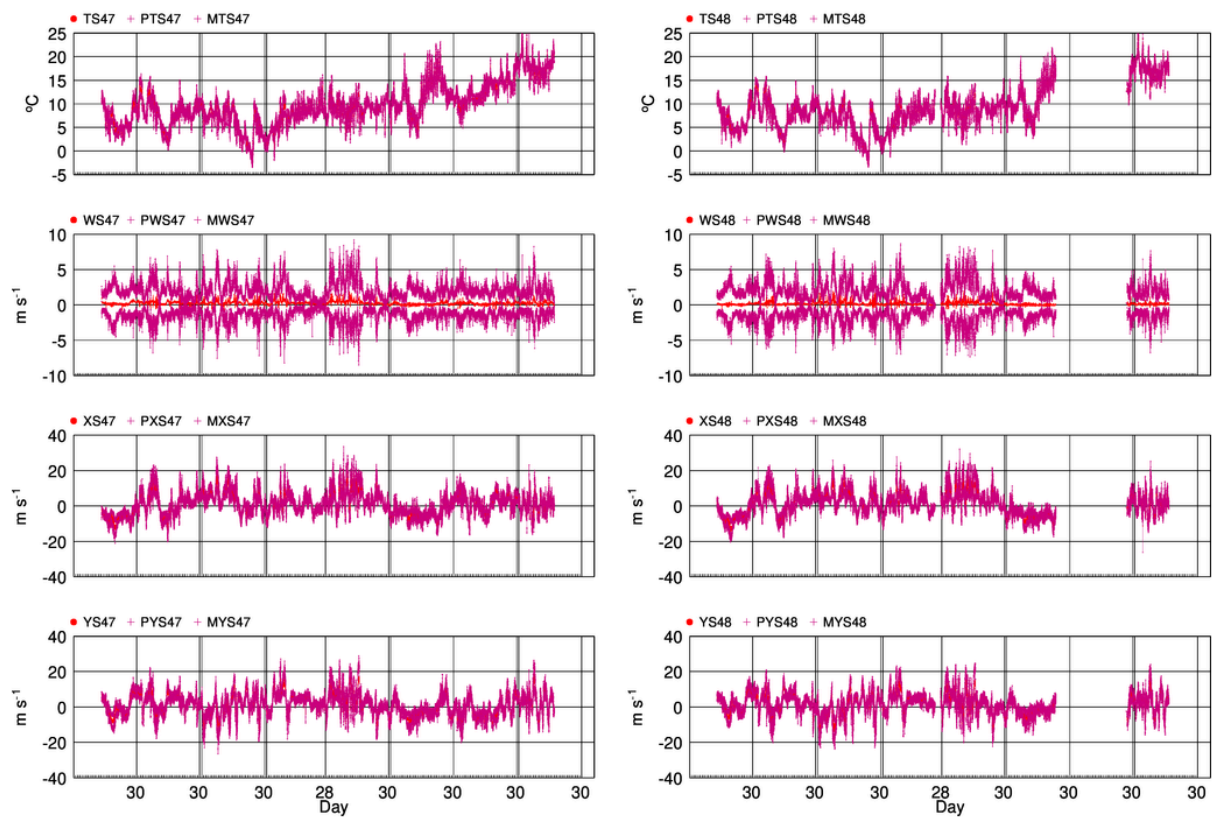 TS47 + PTS47 + MTS47
25
20
15
10
5
0
-5
ºC
WS47 + PWS47 + MWS47
10
5
0
-5
-10
m s⁻¹
XS47 + PXS47 + MXS47
40
20
0
-20
-40
m s⁻¹
YS47 + PYS47 + MYS47
40
20
0
-20
-40
m s⁻¹
30 30 30 28 30 30 30 30
Day
TS48 + PTS48 + MTS48
25
20
15
10
5
0
-5
ºC
WS48 + PWS48 + MWS48
10
5
0
-5
-10
m s⁻¹
XS48 + PXS48 + MXS48
40
20
0
-20
-40
m s⁻¹
YS48 + PYS48 + MYS48
40
20
0
-20
-40
m s⁻¹
30 30 30 28 30 30 30 30
Day